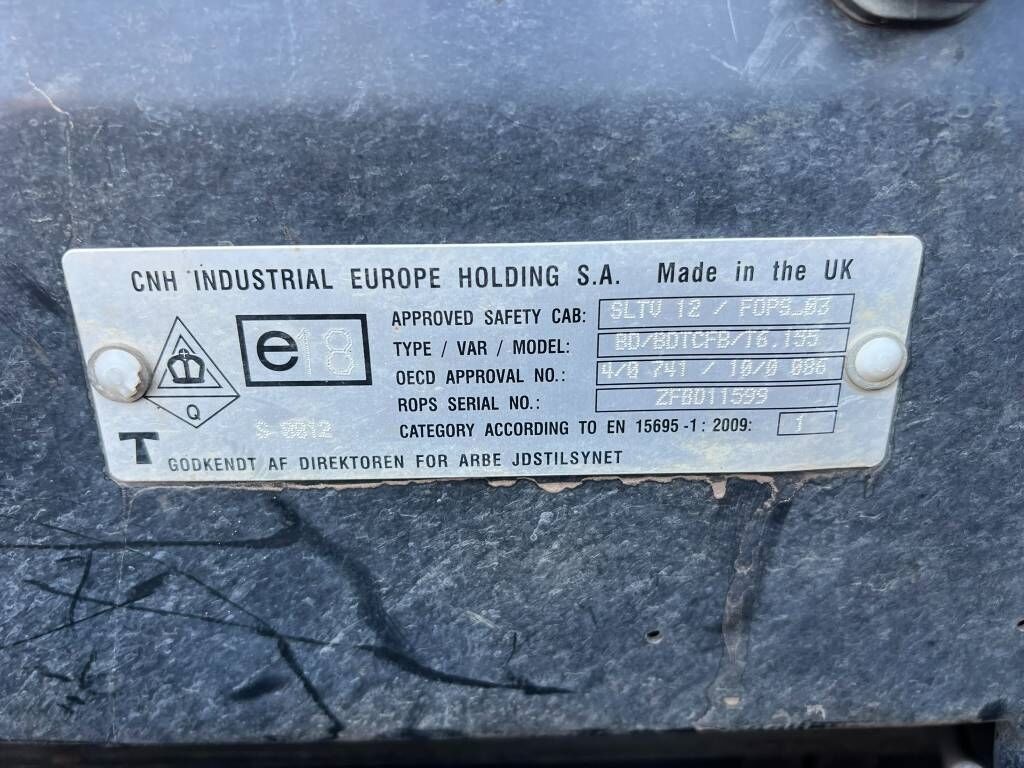 CNH INDUSTRIAL EUROPE HOLDING S.A. Made in the UK
APPROVED SAFETY CAB: SLTV 12 / FOPS_03
e18
TYPE / VAR / MODEL: BD/BDTCFB/T6.155
OECD APPROVAL NO.: 4/0 741 / 10/0 086
ROPS SERIAL NO.: ZFBD11599
Q
S-0012
CATEGORY ACCORDING TO EN 15695-1: 2009: 1
T
GODKENDT AF DIREKTOREN FOR ARBE JDSTILSYNET